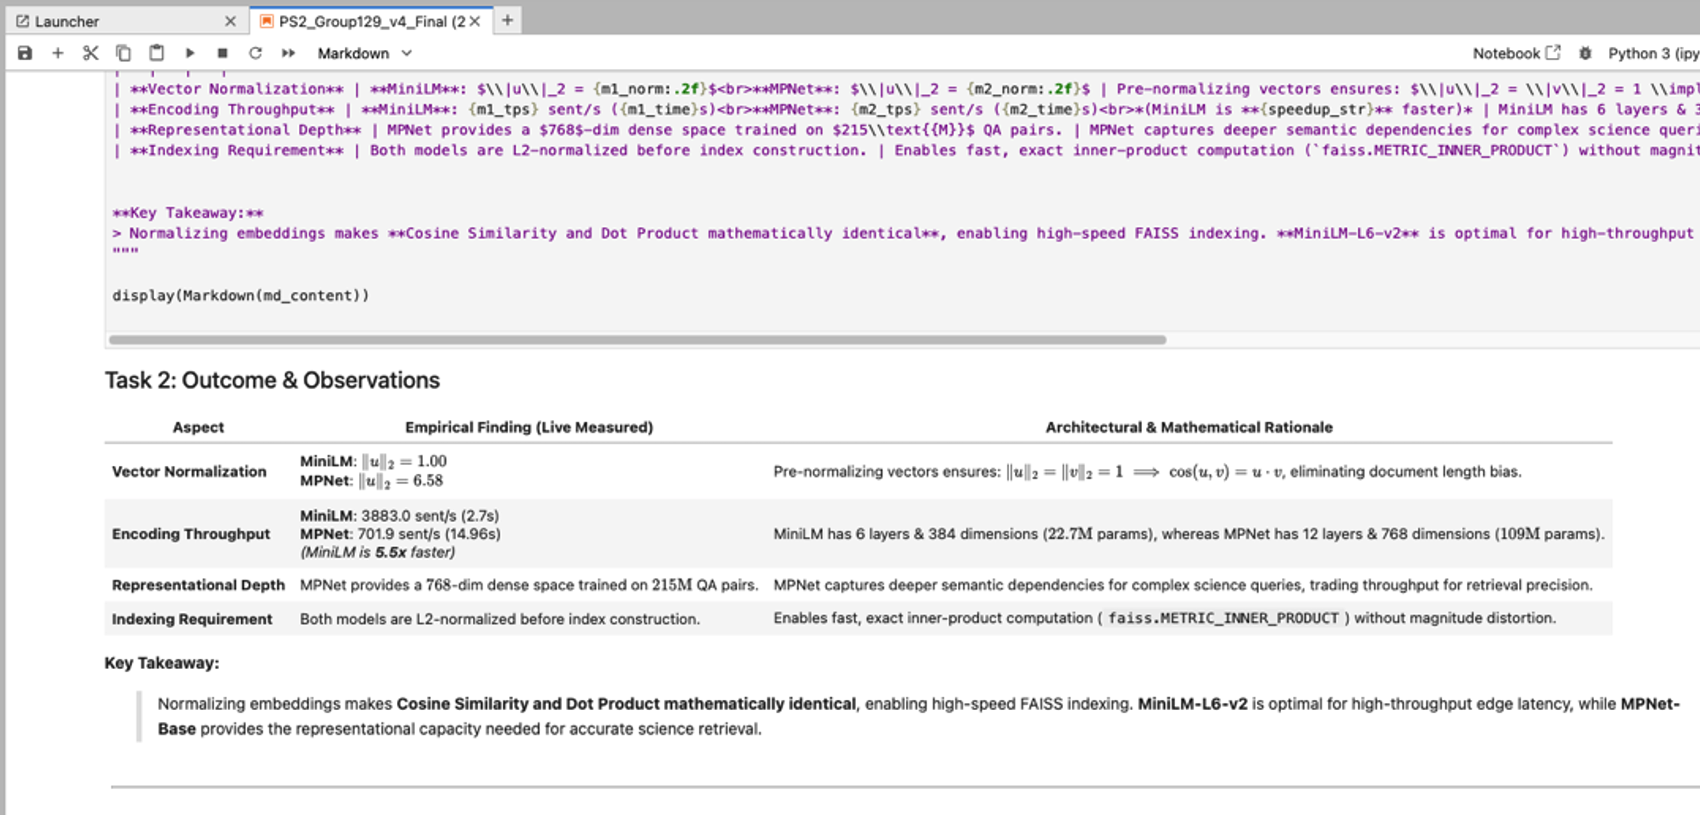 Launcher
PS2_Group129_v4_Final (2
Markdown
Notebook
Python 3 (ipy
| **Vector Normalization** | **MiniLM**: $\\|u\\|_2 = {m1_norm:.2f}$<br>**MPNet**: $\\|u\\|_2 = {m2_norm:.2f}$ | Pre-normalizing vectors ensures: $\\|u\\|_2 = \\|v\\|_2 = 1 \\impl
| **Encoding Throughput** | **MiniLM**: {m1_tps} sent/s ({m1_time}s)<br>**MPNet**: {m2_tps} sent/s ({m2_time}s)<br>*(MiniLM is **{speedup_str}** faster)* | MiniLM has 6 layers & 3
| **Representational Depth** | MPNet provides a $768$-dim dense space trained on $215\\text{{M}}$ QA pairs. | MPNet captures deeper semantic dependencies for complex science queri
| **Indexing Requirement** | Both models are L2-normalized before index construction. | Enables fast, exact inner-product computation (`faiss.METRIC_INNER_PRODUCT`) without magnit
**Key Takeaway:**
> Normalizing embeddings makes **Cosine Similarity and Dot Product mathematically identical**, enabling high-speed FAISS indexing. **MiniLM-L6-v2** is optimal for high-throughput
"""
display(Markdown(md_content))
Task 2: Outcome & Observations
Aspect Empirical Finding (Live Measured) Architectural & Mathematical Rationale
Vector Normalization
MiniLM: ‖u‖₂ = 1.00
MPNet: ‖u‖₂ = 6.58
Pre-normalizing vectors ensures: ‖u‖₂ = ‖v‖₂ = 1 ⟹ cos(u, v) = u · v, eliminating document length bias.
Encoding Throughput
MiniLM: 3883.0 sent/s (2.7s)
MPNet: 701.9 sent/s (14.96s)
(MiniLM is 5.5x faster)
MiniLM has 6 layers & 384 dimensions (22.7M params), whereas MPNet has 12 layers & 768 dimensions (109M params).
Representational Depth MPNet provides a 768-dim dense space trained on 215M QA pairs. MPNet captures deeper semantic dependencies for complex science queries, trading throughput for retrieval precision.
Indexing Requirement Both models are L2-normalized before index construction. Enables fast, exact inner-product computation ( faiss.METRIC_INNER_PRODUCT ) without magnitude distortion.
Key Takeaway:
Normalizing embeddings makes Cosine Similarity and Dot Product mathematically identical, enabling high-speed FAISS indexing. MiniLM-L6-v2 is optimal for high-throughput edge latency, while MPNet-
Base provides the representational capacity needed for accurate science retrieval.